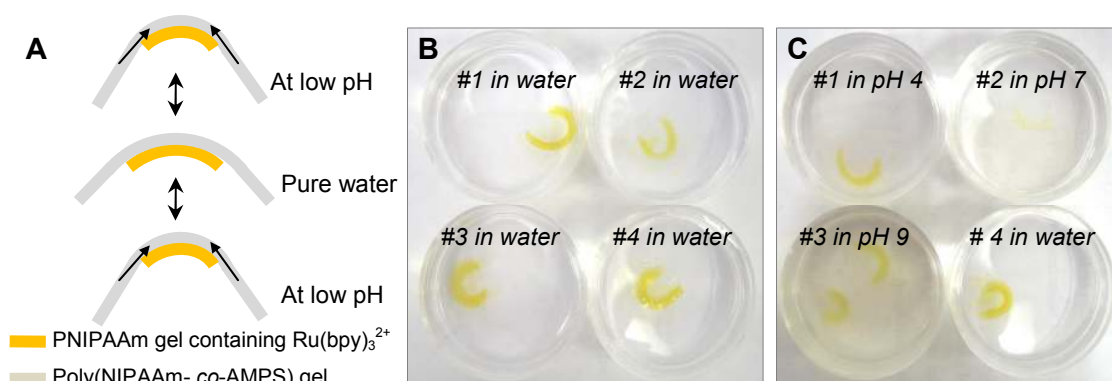 A
At low pH
Pure water
At low pH
PNIPAAm gel containing Ru(bpy)₃²⁺
Poly(NIPAAm- co-AMPS) gel
B
#1 in water
#2 in water
#3 in water
#4 in water
C
#1 in pH 4
#2 in pH 7
#3 in pH 9
# 4 in water